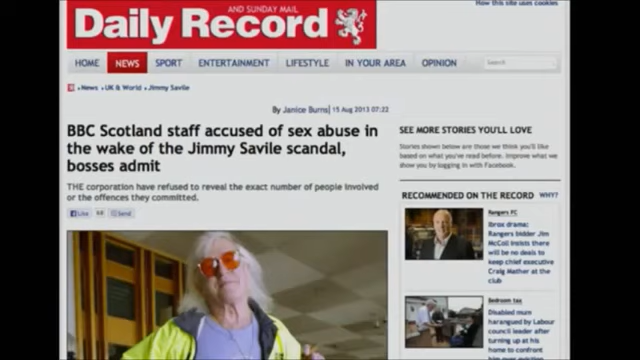 How this site uses cookies
Daily Record
AND SUNDAY MAIL
HOME NEWS SPORT ENTERTAINMENT LIFESTYLE IN YOUR AREA OPINION Search
News UK & World Jimmy Savile
By Janice Burns| 15 Aug 2013 07:22
BBC Scotland staff accused of sex abuse in
the wake of the Jimmy Savile scandal,
bosses admit
THE corporation have refused to reveal the exact number of people involved
or the offences they committed.
Like 68 Send
SEE MORE STORIES YOU'LL LOVE
Stories shown below are those we think you'll like
based on what you've read before. Improve what we
show you by logging in with Facebook.
RECOMMENDED ON THE RECORD WHY?
Rangers FC
Ibrox drama:
Rangers bidder Jim
McColl insists there
will be no deals to
keep chief executive
Craig Mather at the
club
Bedroom tax
Disabled mum
harangued by Labour
council leader after
turning up at his
home to confront
him over evictions